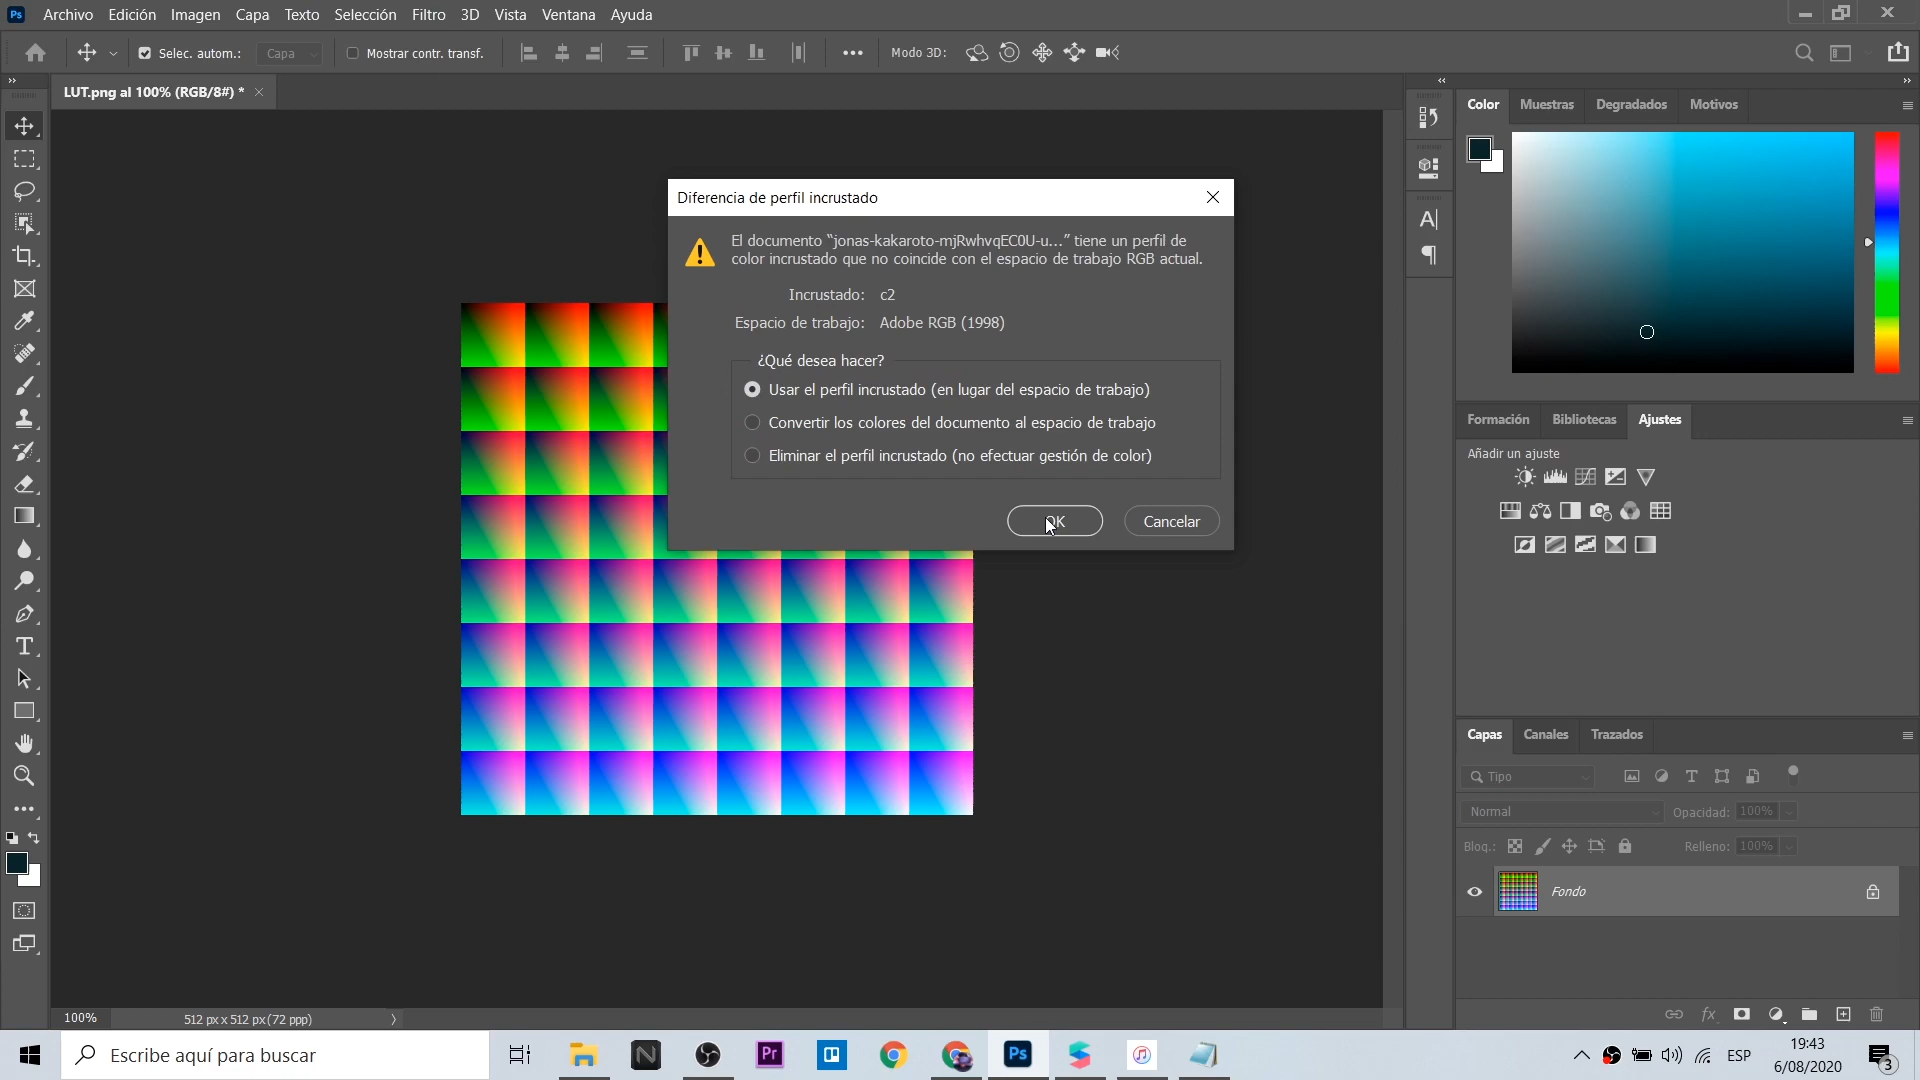 Ps Archivo Edición Imagen Capa Texto Selección Filtro 3D Vista Ventana Ayuda
Selec. autom.: Capa Mostrar contr. transf. Modo 3D:
LUT.png al 100% (RGB/8#) *
Color Muestras Degradados Motivos
Diferencia de perfil incrustado
El documento “jonas-kakaroto-mjRwhvqEC0U-u...” tiene un perfil de
color incrustado que no coincide con el espacio de trabajo RGB actual.
Incrustado: c2
Espacio de trabajo: Adobe RGB (1998)
¿Qué desea hacer?
Usar el perfil incrustado (en lugar del espacio de trabajo)
Convertir los colores del documento al espacio de trabajo
Eliminar el perfil incrustado (no efectuar gestión de color)
OK Cancelar
Formación Bibliotecas Ajustes
Añadir un ajuste
Capas Canales Trazados
Tipo
Normal Opacidad: 100%
Bloq.: Relleno: 100%
Fondo
100% 512 px x 512 px (72 ppp)
Escribe aquí para buscar
Pr
Ps
ESP
19:43
6/08/2020
3